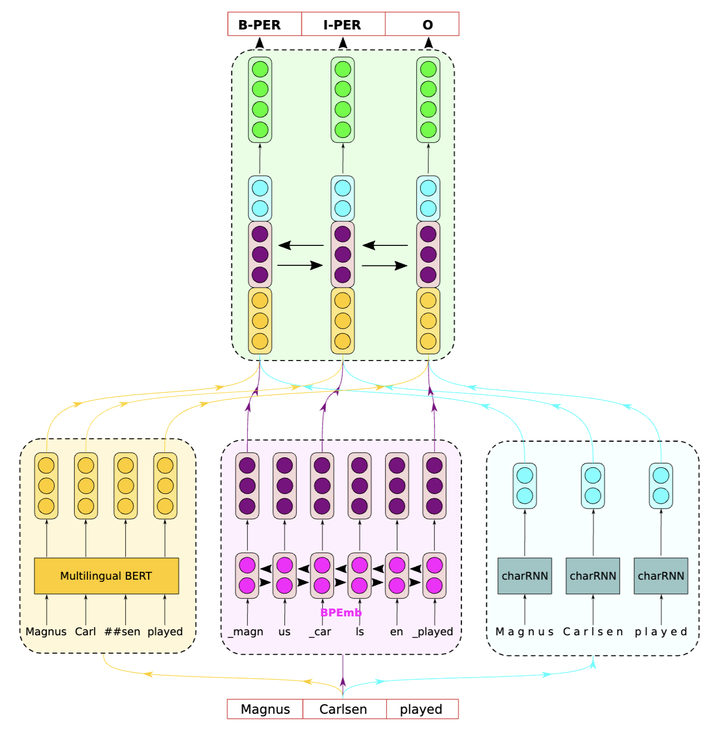 B-PER I-PER O
Multilingual BERT
Magnus Carl ##sen played
BPEmb
_magn us _car ls en _played
charRNN charRNN charRNN
M a g n u s C a r l s e n p l a y e d
Magnus Carlsen played